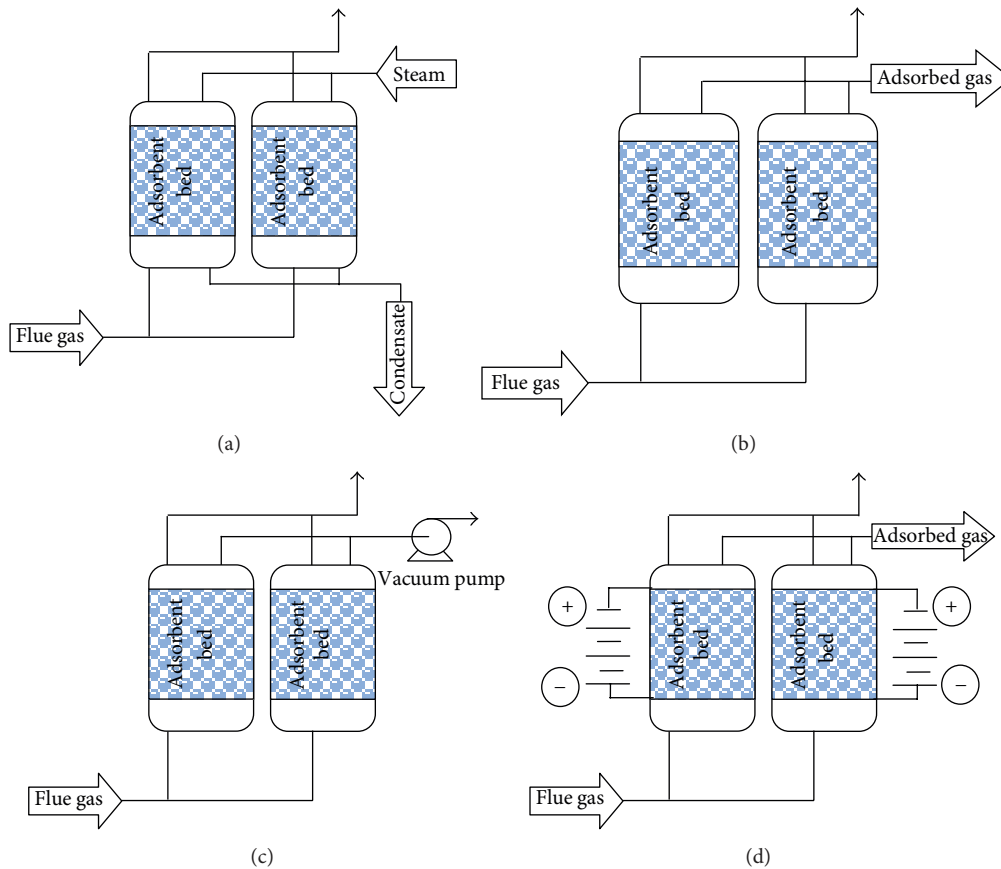 Steam
Adsorbent
bed
Adsorbent
bed
Flue gas
Condensate
(a)
Adsorbed gas
Adsorbent
bed
Adsorbent
bed
Flue gas
(b)
Vacuum pump
Adsorbent
bed
Adsorbent
bed
Flue gas
(c)
Adsorbed gas
+
−
Adsorbent
bed
Adsorbent
bed
+
−
Flue gas
(d)